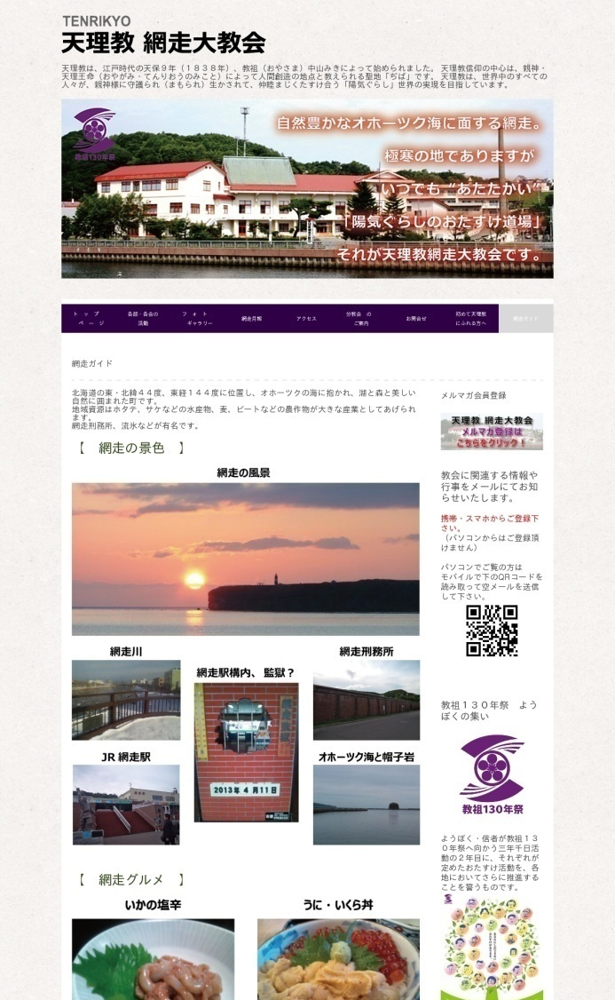 TENRIKYO
天理教 網走大教会
天理教は、江戸時代の天保９年（１８３８年）、教祖（おやさま）中山みきによって始められました。 天理教信仰の中心は、親神・
天理王命（おやがみ・てんりおうのみこと）によって人間創造の地点と教えられる聖地「ぢば」です。 天理教は、世界中のすべての
人々が、親神様に守護られ（まもられ）生かされて、仲睦まじくたすけ合う「陽気ぐらし」世界の実現を目指しています。
教祖130年祭
自然豊かなオホーツク海に面する網走。
極寒の地でありますが
いつでも “あたたかい”
「陽気ぐらしのおたすけ道場」
それが天理教網走大教会です。
トップ
ページ
各部・各会の
活動
フォト
ギャラリー
網走月報
アクセス
分教会 の
ご案内
お問合せ
初めて天理教
にふれる方へ
網走ガイド
網走ガイド
北海道の東・北緯４４度、東経１４４度に位置し、オホーツクの海に抱かれ、湖と森と美しい
自然に囲まれた町です。
地域資源はホタテ、サケなどの水産物、麦、ビートなどの農作物が大きな産業としてあげられ
ます。
網走刑務所、流氷などが有名です。
【　網走の景色　】
網走の風景
網走川
網走駅構内、 監獄？
網走刑務所
JR 網走駅
2013年 4 月11日
オホーツク海と帽子岩
【　網走グルメ　】
いかの塩辛
うに・いくら丼
メルマガ会員登録
天理教 網走大教会
メルマガ登録は
こちらをクリック！
教会に関連する情報や
行事をメールにてお知
らせいたします。
携帯・スマホからご登録下
さい。
（パソコンからはご登録頂
けません）
パソコンでご覧の方は
モバイルで下のQRコードを
読み取って空メールを送信
して下さい。
教祖１３０年祭　よう
ぼくの集い
教祖130年祭
ようぼく・信者が教祖１３
０年祭へ向かう三年千日活
動の２年目に、それぞれが
定めたおたすけ活動を、各
地においてさらに推進する
ことを誓うものです。